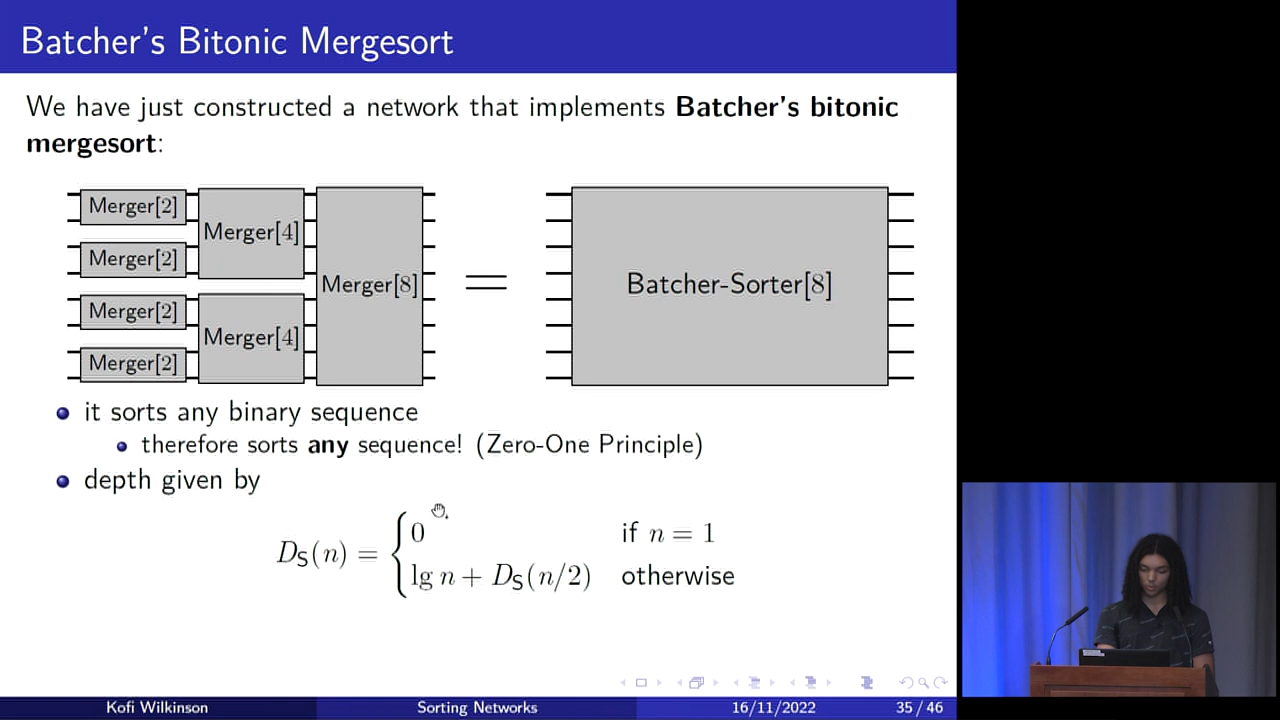 Batcher's Bitonic Mergesort
We have just constructed a network that implements Batcher's bitonic
mergesort:
Merger[2]
Merger[2]
Merger[2]
Merger[2]
Merger[4]
Merger[4]
Merger[8]
=
Batcher-Sorter[8]
it sorts any binary sequence
therefore sorts any sequence! (Zero-One Principle)
depth given by
D_S(n) = { 0 if n = 1
lg n + D_S(n/2) otherwise
Kofi Wilkinson Sorting Networks 16/11/2022 35 / 46